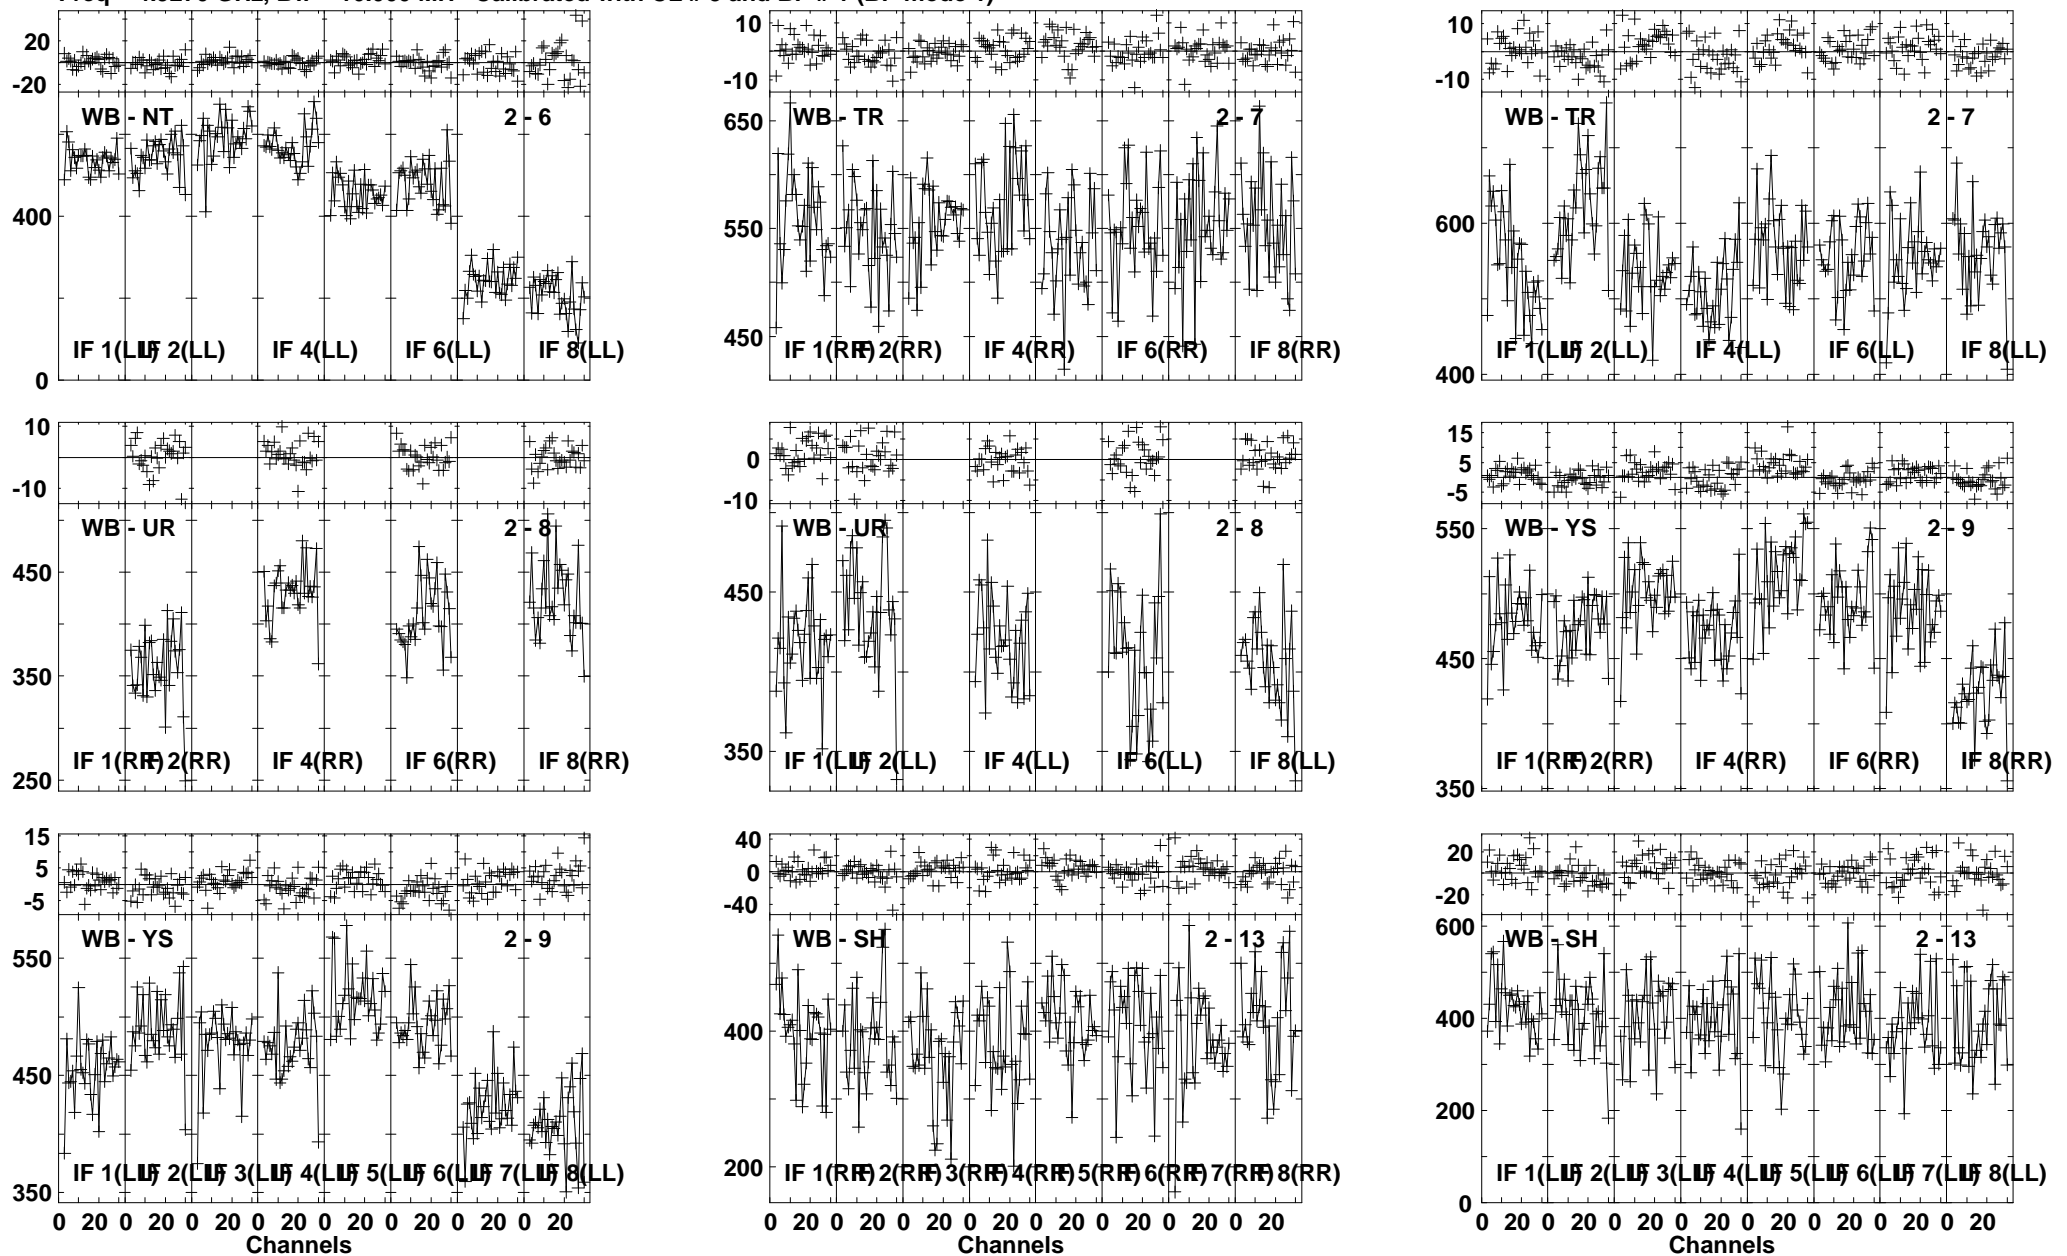 Freq = GHz, Bw = 16.000 MH Calibrated with CL # and BP # (BP mode 1)
20
-20
WB - NT 2 - 6
400
0
IF 1(LL) IF 2(LL) IF 4(LL) IF 6(LL) IF 8(LL)
10
-10
WB - TR 2 - 7
650
550
450
IF 1(RR) IF 2(RR) IF 4(RR) IF 6(RR) IF 8(RR)
10
-10
WB - TR 2 - 7
600
400
IF 1(LL) IF 2(LL) IF 4(LL) IF 6(LL) IF 8(LL)
10
-10
WB - UR 2 - 8
450
350
250
IF 1(RR) IF 2(RR) IF 4(RR) IF 6(RR) IF 8(RR)
0
-10
WB - UR 2 - 8
450
350
IF 1(LL) IF 2(LL) IF 4(LL) IF 6(LL) IF 8(LL)
15
5
-5
WB - YS 2 - 9
550
450
350
IF 1(RR) IF 2(RR) IF 4(RR) IF 6(RR) IF 8(RR)
15
5
-5
WB - YS 2 - 9
550
450
350
IF 1(LL) IF 2(LL) IF 3(LL) IF 4(LL) IF 5(LL) IF 6(LL) IF 7(LL) IF 8(LL)
0 20 0 20 0 20 0 20 0 20 0 20 0 20 0 20
Channels
40
0
-40
WB - SH 2 - 13
400
200
IF 1(RR) IF 2(RR) IF 3(RR) IF 4(RR) IF 5(RR) IF 6(RR) IF 7(RR) IF 8(RR)
0 20 0 20 0 20 0 20 0 20 0 20 0 20 0 20
Channels
20
-20
WB - SH 2 - 13
600
400
200
0
IF 1(LL) IF 2(LL) IF 3(LL) IF 4(LL) IF 5(LL) IF 6(LL) IF 7(LL) IF 8(LL)
0 20 0 20 0 20 0 20 0 20 0 20 0 20 0 20
Channels